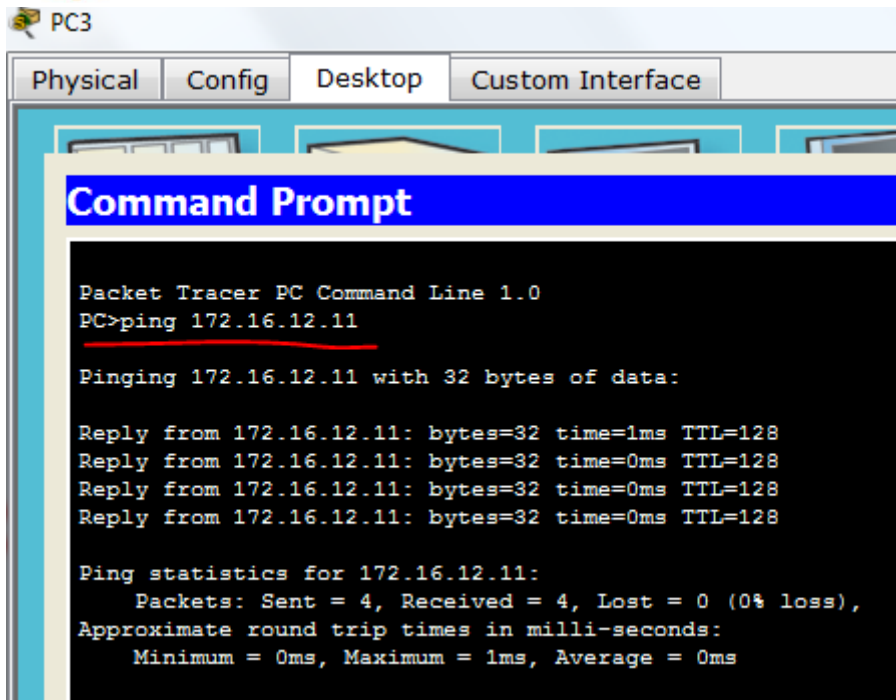 PC3
Physical Config Desktop Custom Interface
Command Prompt
Packet Tracer PC Command Line 1.0
PC>ping 172.16.12.11
Pinging 172.16.12.11 with 32 bytes of data:
Reply from 172.16.12.11: bytes=32 time=1ms TTL=128
Reply from 172.16.12.11: bytes=32 time=0ms TTL=128
Reply from 172.16.12.11: bytes=32 time=0ms TTL=128
Reply from 172.16.12.11: bytes=32 time=0ms TTL=128
Ping statistics for 172.16.12.11:
Packets: Sent = 4, Received = 4, Lost = 0 (0% loss),
Approximate round trip times in milli-seconds:
Minimum = 0ms, Maximum = 1ms, Average = 0ms